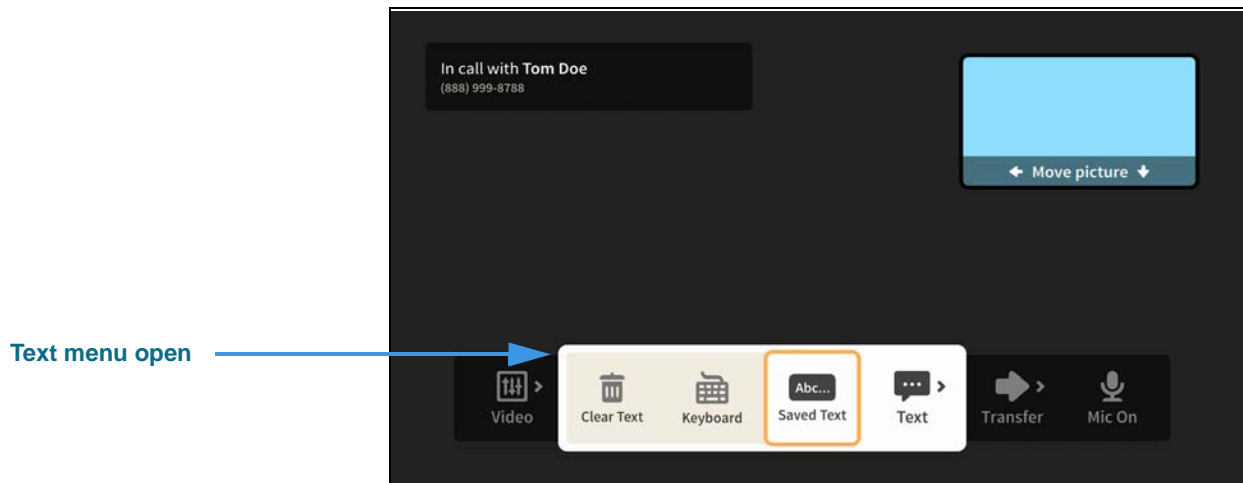 In call with Tom Doe
(888) 999-8788
Move picture
Text menu open
Abc...
Video
Clear Text
Keyboard
Saved Text
Text
Transfer
Mic On